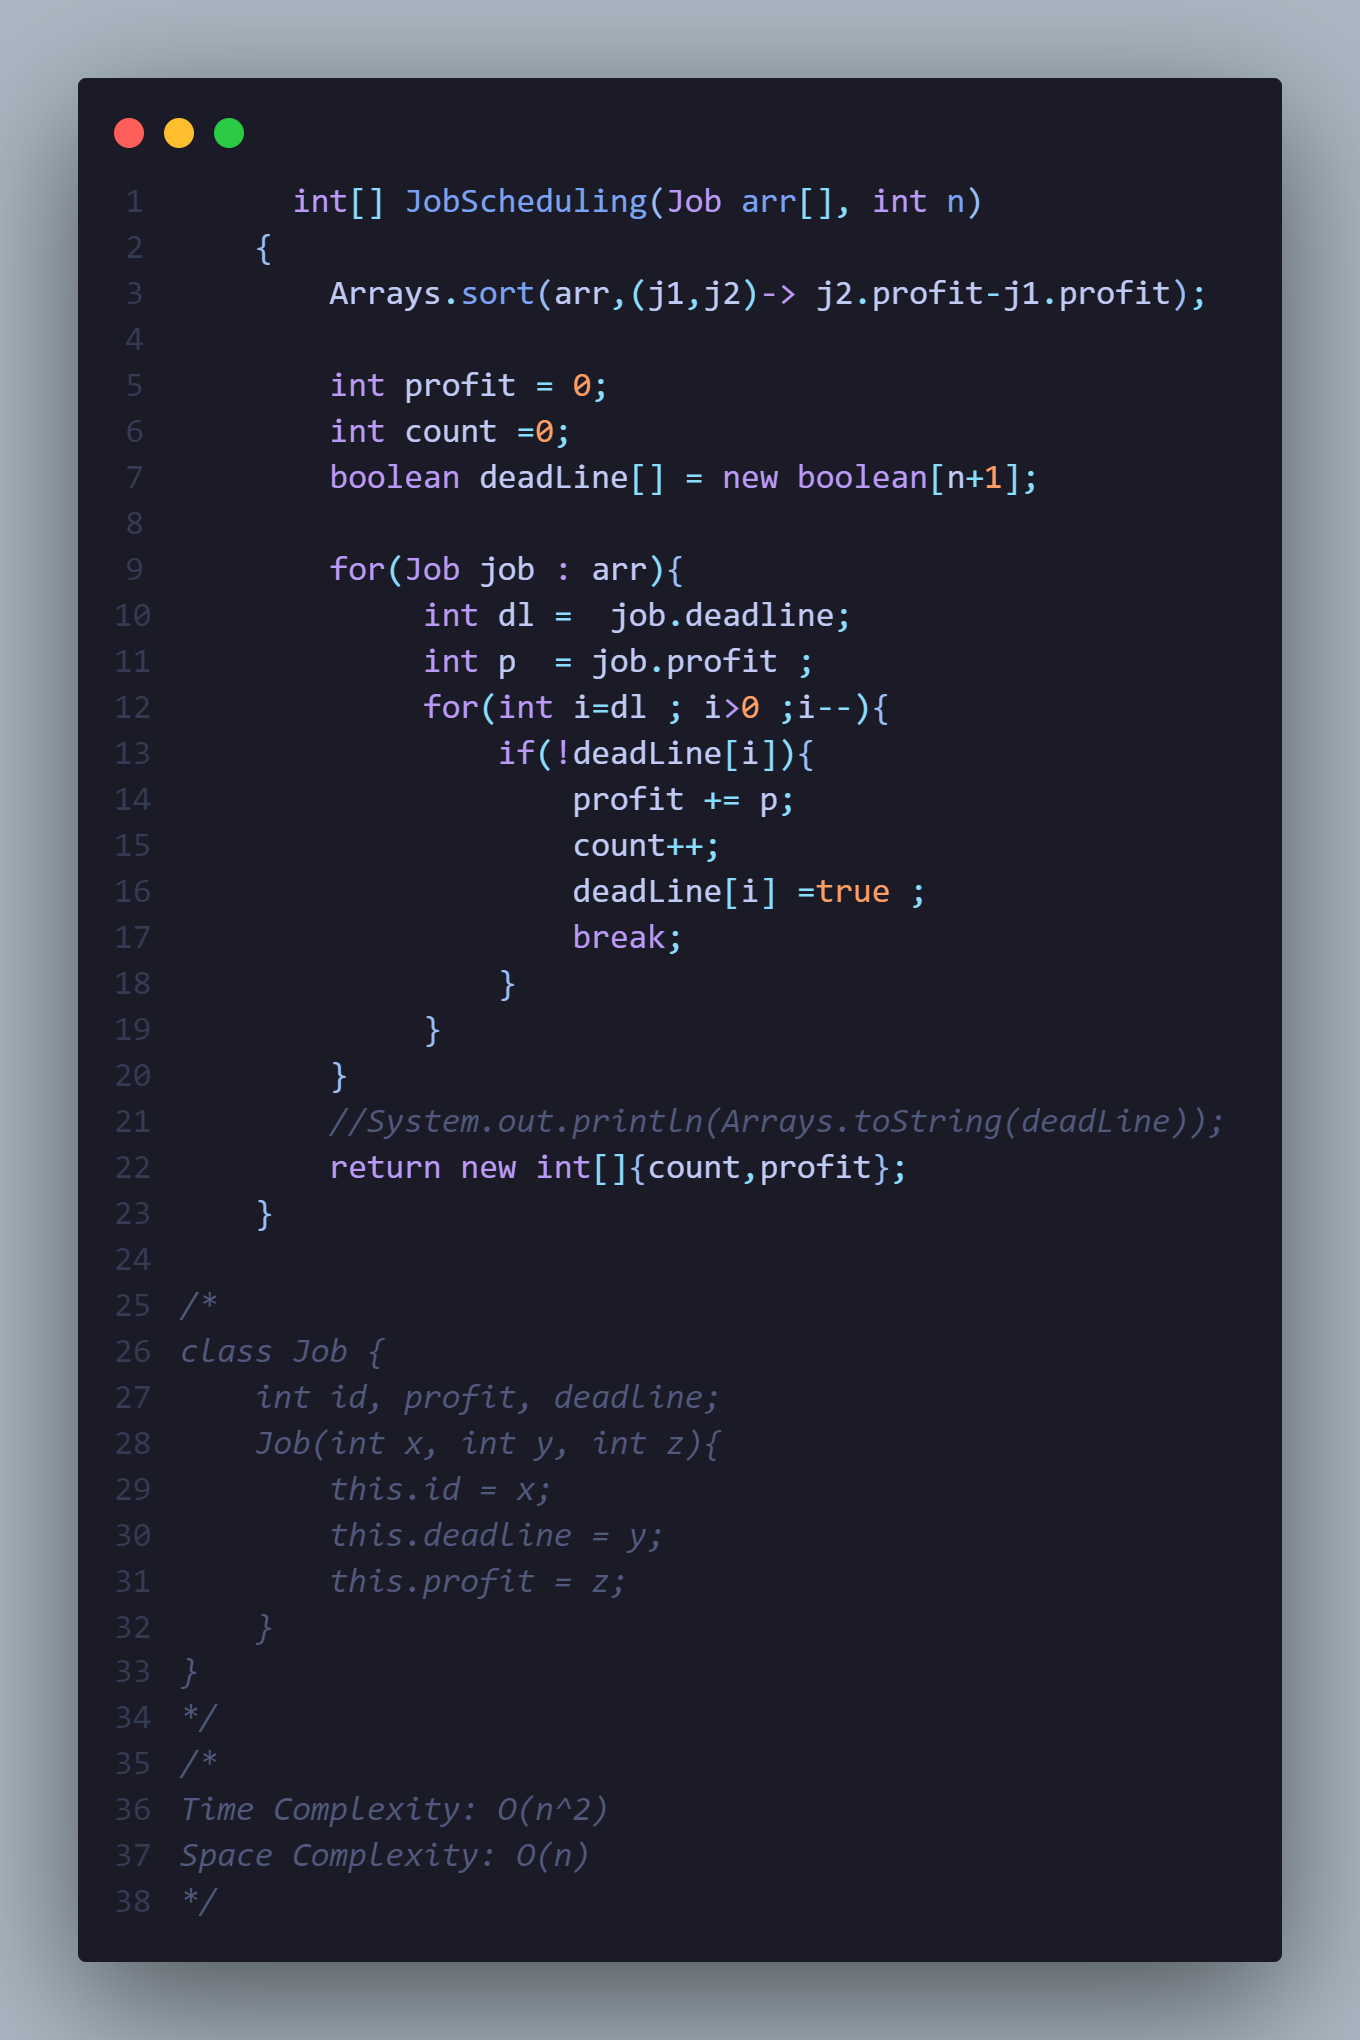 1 int[] JobScheduling(Job arr[], int n)
2 {
3 Arrays.sort(arr,(j1,j2)-> j2.profit-j1.profit);
4
5 int profit = 0;
6 int count =0;
7 boolean deadLine[] = new boolean[n+1];
8
9 for(Job job : arr){
10 int dl =  job.deadline;
11 int p  = job.profit ;
12 for(int i=dl ; i>0 ;i--){
13 if(!deadLine[i]){
14 profit += p;
15 count++;
16 deadLine[i] =true ;
17 break;
18 }
19 }
20 }
21 //System.out.println(Arrays.toString(deadLine));
22 return new int[]{count,profit};
23 }
24
25 /*
26 class Job {
27 int id, profit, deadline;
28 Job(int x, int y, int z){
29 this.id = x;
30 this.deadline = y;
31 this.profit = z;
32 }
33 }
34 */
35 /*
36 Time Complexity: O(n^2)
37 Space Complexity: O(n)
38 */